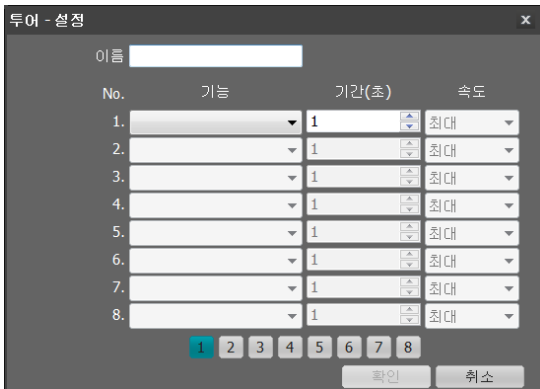 투어 - 설정 x
이름
No. 기능 기간(초) 속도
1. 1 최대
2. 1 최대
3. 1 최대
4. 1 최대
5. 1 최대
6. 1 최대
7. 1 최대
8. 1 최대
1 2 3 4 5 6 7 8
확인 취소